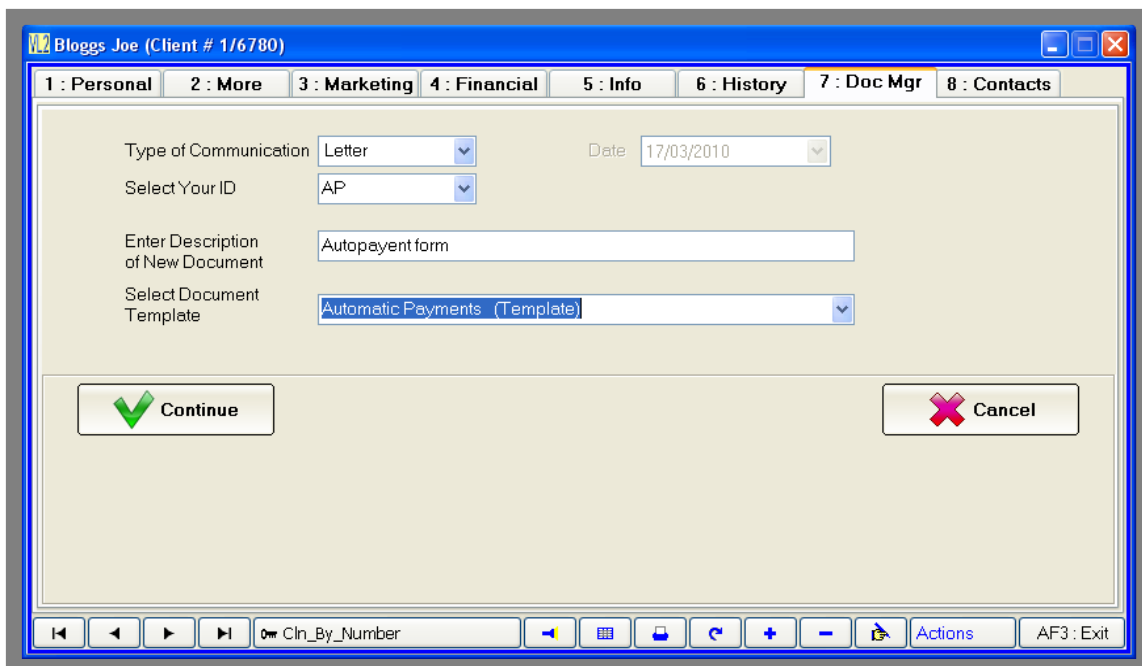 VL2 Bloggs Joe (Client # 1/6780)
1 : Personal 2 : More 3 : Marketing 4 : Financial 5 : Info 6 : History 7 : Doc Mgr 8 : Contacts
Type of Communication Letter Date 17/03/2010
Select Your ID AP
Enter Description
of New Document
Autopayent form
Select Document
Template
Automatic Payments (Template)
Continue Cancel
Cln_By_Number Actions AF3 : Exit